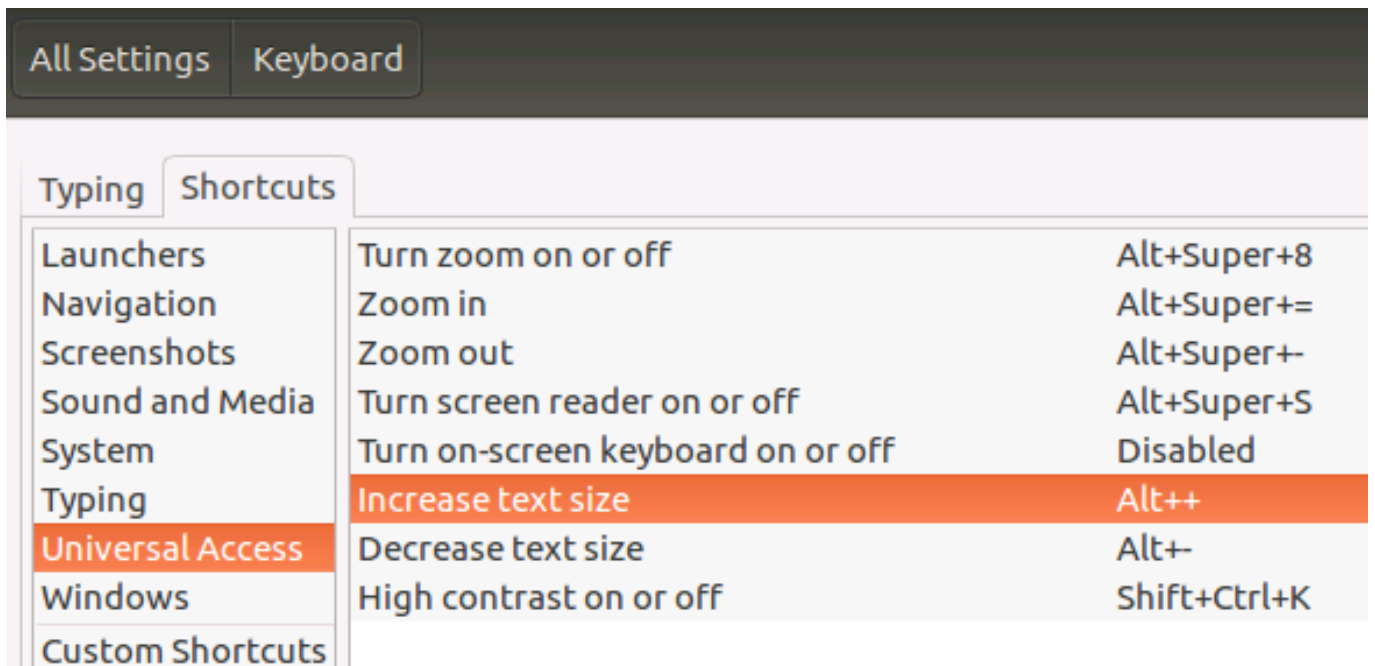 All Settings Keyboard
Typing Shortcuts
Launchers
Navigation
Screenshots
Sound and Media
System
Typing
Universal Access
Windows
Custom Shortcuts
Turn zoom on or off Alt+Super+8
Zoom in Alt+Super+=
Zoom out Alt+Super+-
Turn screen reader on or off Alt+Super+S
Turn on-screen keyboard on or off Disabled
Increase text size Alt++
Decrease text size Alt+-
High contrast on or off Shift+Ctrl+K